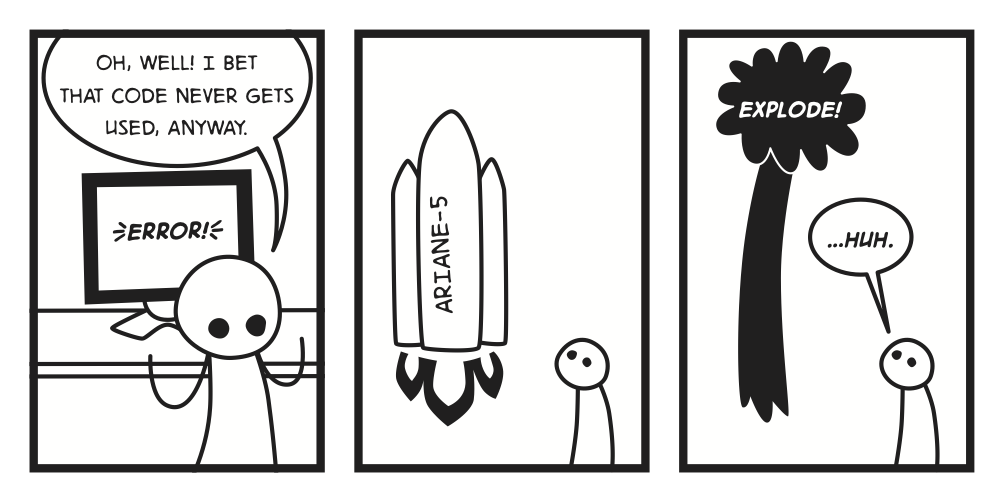 OH, WELL! I BET
THAT CODE NEVER GETS
USED, ANYWAY.
ERROR!
ARIANE-5
EXPLODE!
...HUH.